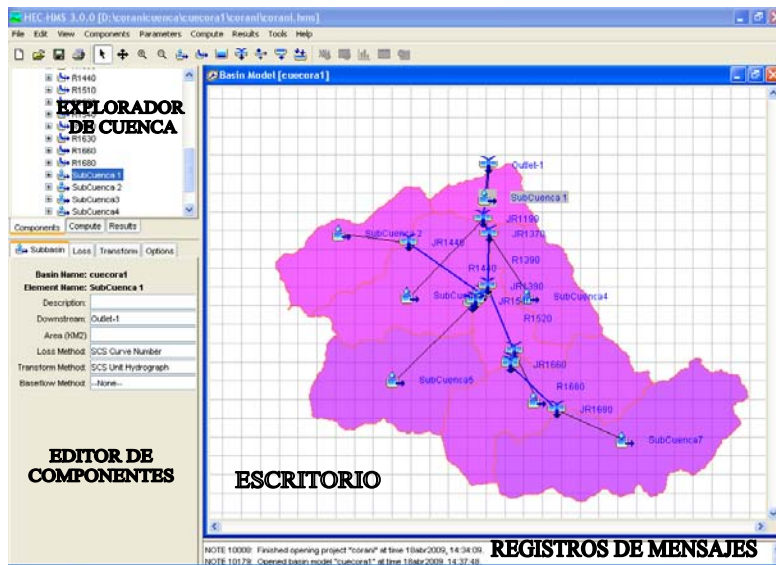 HEC-HMS 3.0.0 [D:\corani\cuenca\cuecora1\corani\corani.hms]
File Edit View Components Parameters Compute Results Tools Help
R1440
R1510
EXPLORADOR
DE CUENCA
R1630
R1660
R1680
SubCuenca 1
SubCuenca 2
SubCuenca3
SubCuenca4
Components Compute Results
Subbasin Loss Transform Options
Basin Name: cuecora1
Element Name: SubCuenca 1
Description:
Downstream: Outlet-1
Area (KM2)
Loss Method: SCS Curve Number
Transform Method: SCS Unit Hydrograph
Baseflow Method: --None--
EDITOR DE
COMPONENTES
Basin Model [cuecora1]
Outlet-1
SubCuenca 1
JR1190
SubCuenca 2
JR1440
JR1370
R1390
R1440
JR1390
SubCuenca4
R1520
JR1660
SubCuenca5
R1680
JR1680
SubCuenca7
ESCRITORIO
NOTE 10008: Finished opening project "corani" at time 18abr2009, 14:34:09.
NOTE 10179: Opened basin model "cuecora1" at time 18abr2009, 14:37:48.
REGISTROS DE MENSAJES